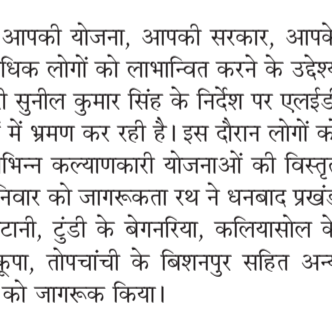 आपकी योजना, आपकी सरकार, आपके
धिक लोगों को लाभान्वित करने के उद्देश्य
सुनील कुमार सिंह के निर्देश पर एलईडी
में भ्रमण कर रही है। इस दौरान लोगों को
भिन्न कल्याणकारी योजनाओं की विस्तृत
निवार को जागरूकता रथ ने धनबाद प्रखंड
टानी, टुंडी के बेगनरिया, कलियासोल के
कूपा, तोपचांची के बिशनपुर सहित अन्य
को जागरूक किया।